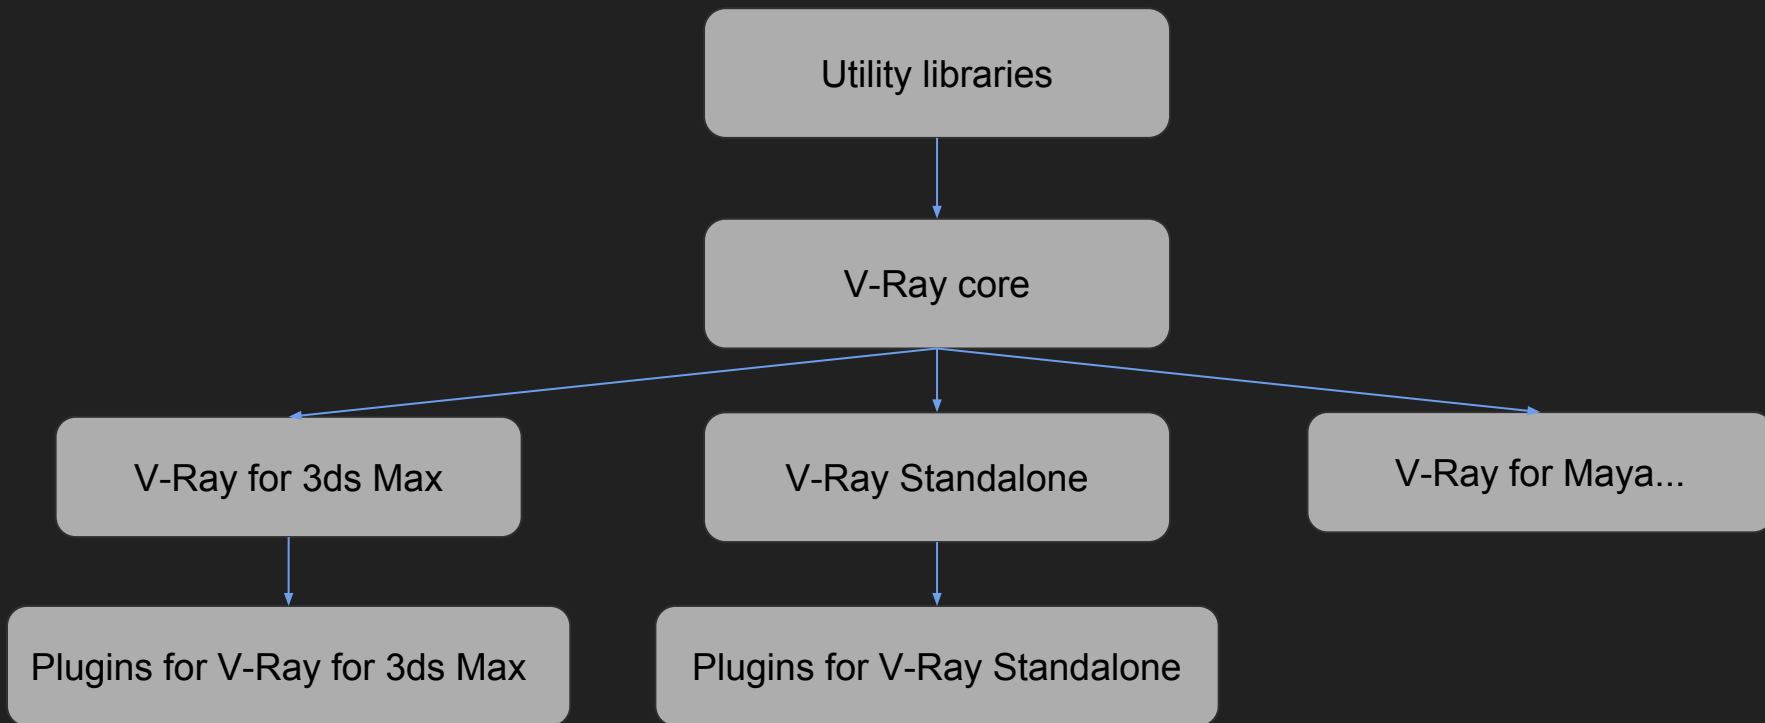 Utility libraries
V-Ray core
V-Ray for 3ds Max
V-Ray Standalone
V-Ray for Maya...
Plugins for V-Ray for 3ds Max
Plugins for V-Ray Standalone